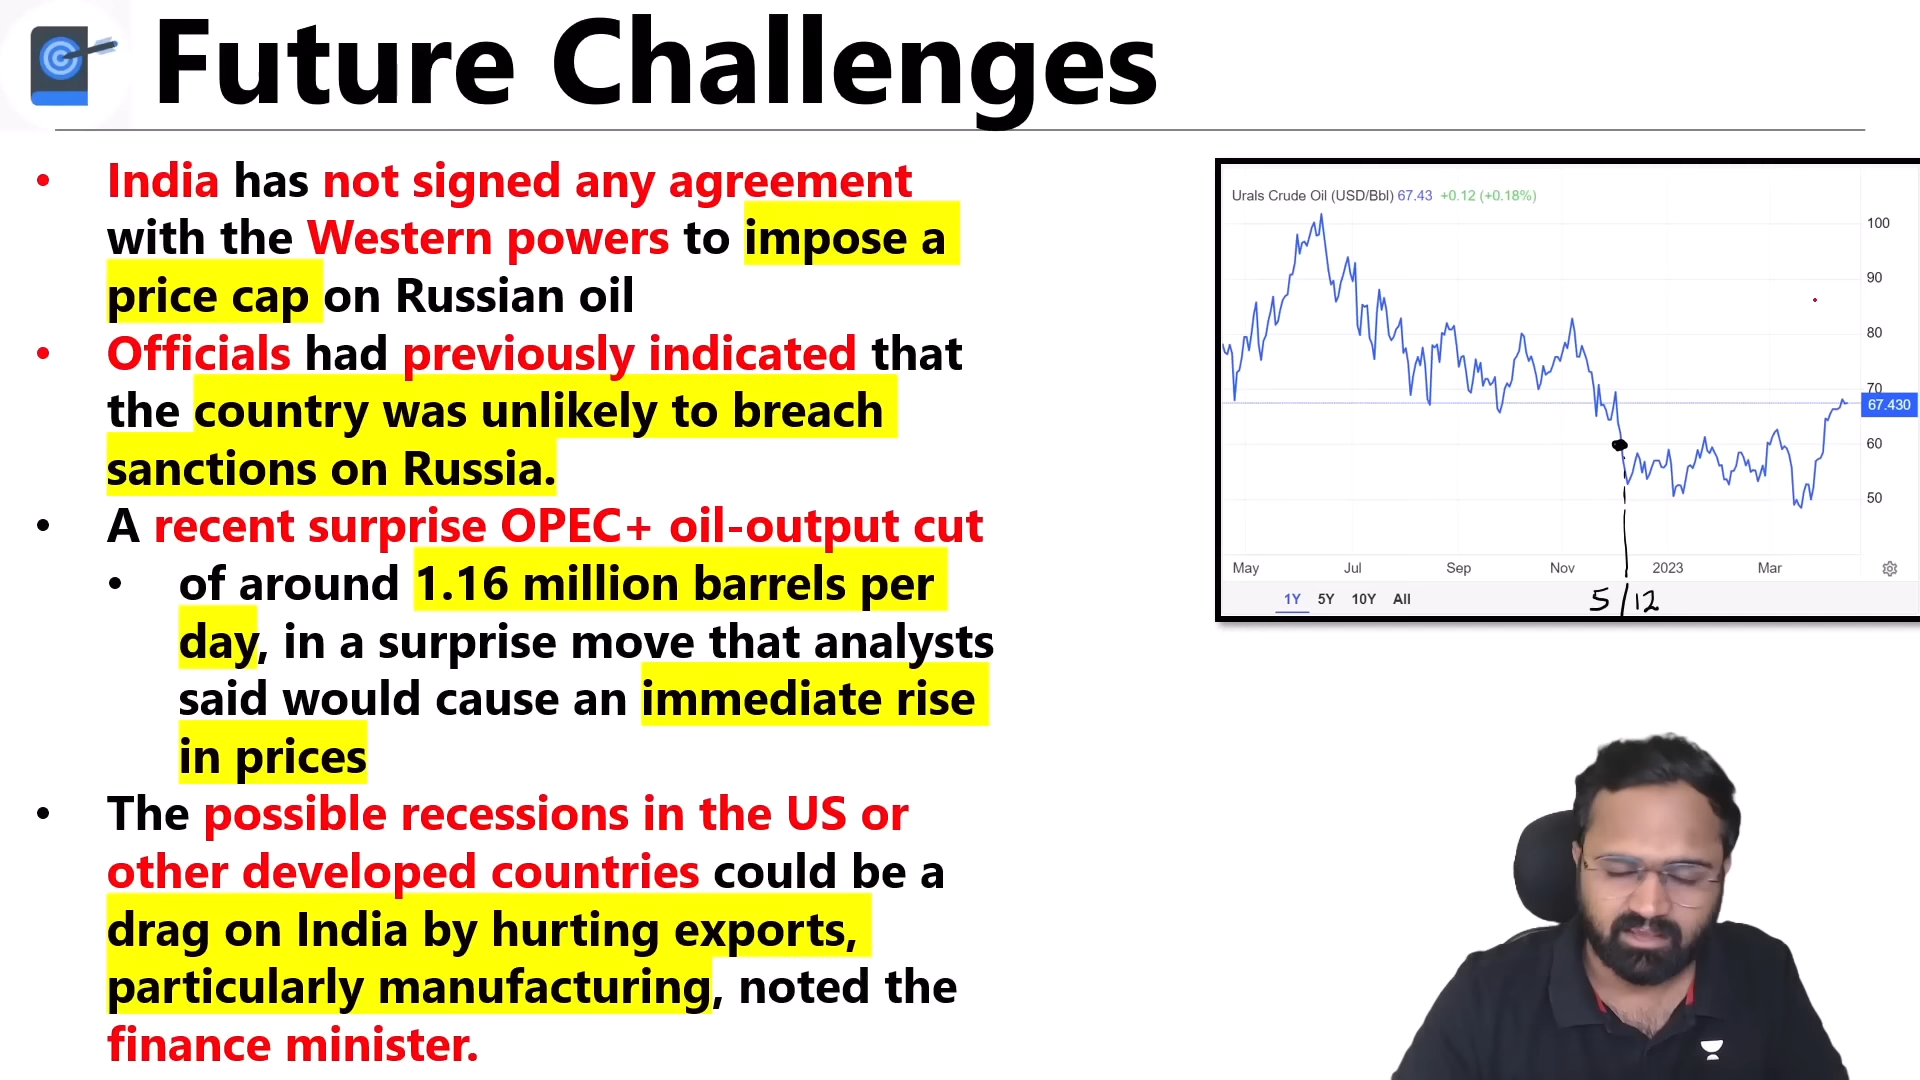 Future Challenges
• India has not signed any agreement
with the Western powers to impose a
price cap on Russian oil
• Officials had previously indicated that
the country was unlikely to breach
sanctions on Russia.
• A recent surprise OPEC+ oil-output cut
• of around 1.16 million barrels per
day, in a surprise move that analysts
said would cause an immediate rise
in prices
• The possible recessions in the US or
other developed countries could be a
drag on India by hurting exports,
particularly manufacturing, noted the
finance minister.
Urals Crude Oil (USD/Bbl) 67.43 +0.12 (+0.18%)
100
90
80
70
67.430
60
50
May Jul Sep Nov 2023 Mar
1Y 5Y 10Y All
5/12